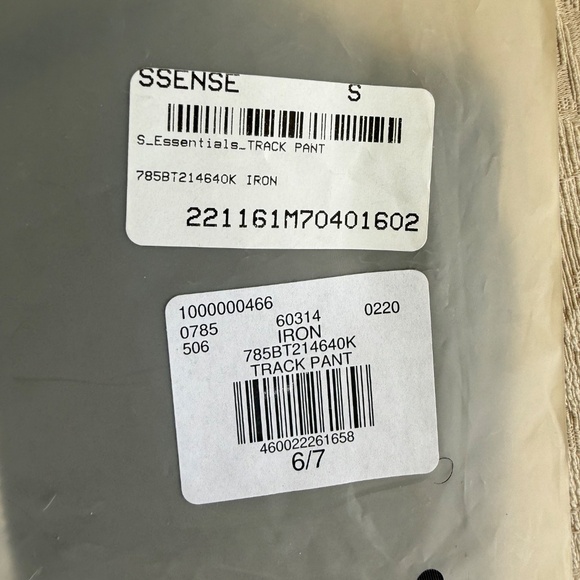 SSENSE S
S_Essentials_TRACK PANT
785BT214640K IRON
221161M70401602
1000000466
0785 60314 0220
506 IRON
785BT214640K
TRACK PANT
460022261658
6/7